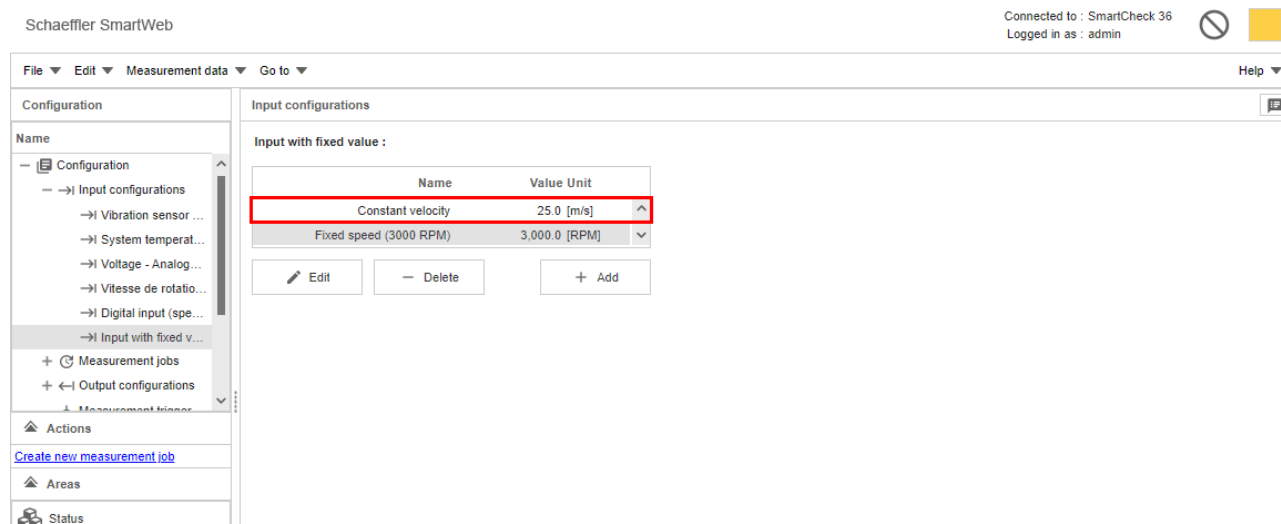 Schaeffler SmartWeb
Connected to : SmartCheck 36
Logged in as : admin
File Edit Measurement data Go to Help
Configuration
Name
Configuration
Input configurations
Vibration sensor ...
System temperat...
Voltage - Analog...
Vitesse de rotatio...
Digital input (spe...
Input with fixed v...
Measurement jobs
Output configurations
Measurement trigger
Actions
Create new measurement job
Areas
Status
Input configurations
Input with fixed value :
Name Value Unit
Constant velocity 25.0 [m/s]
Fixed speed (3000 RPM) 3,000.0 [RPM]
Edit Delete Add